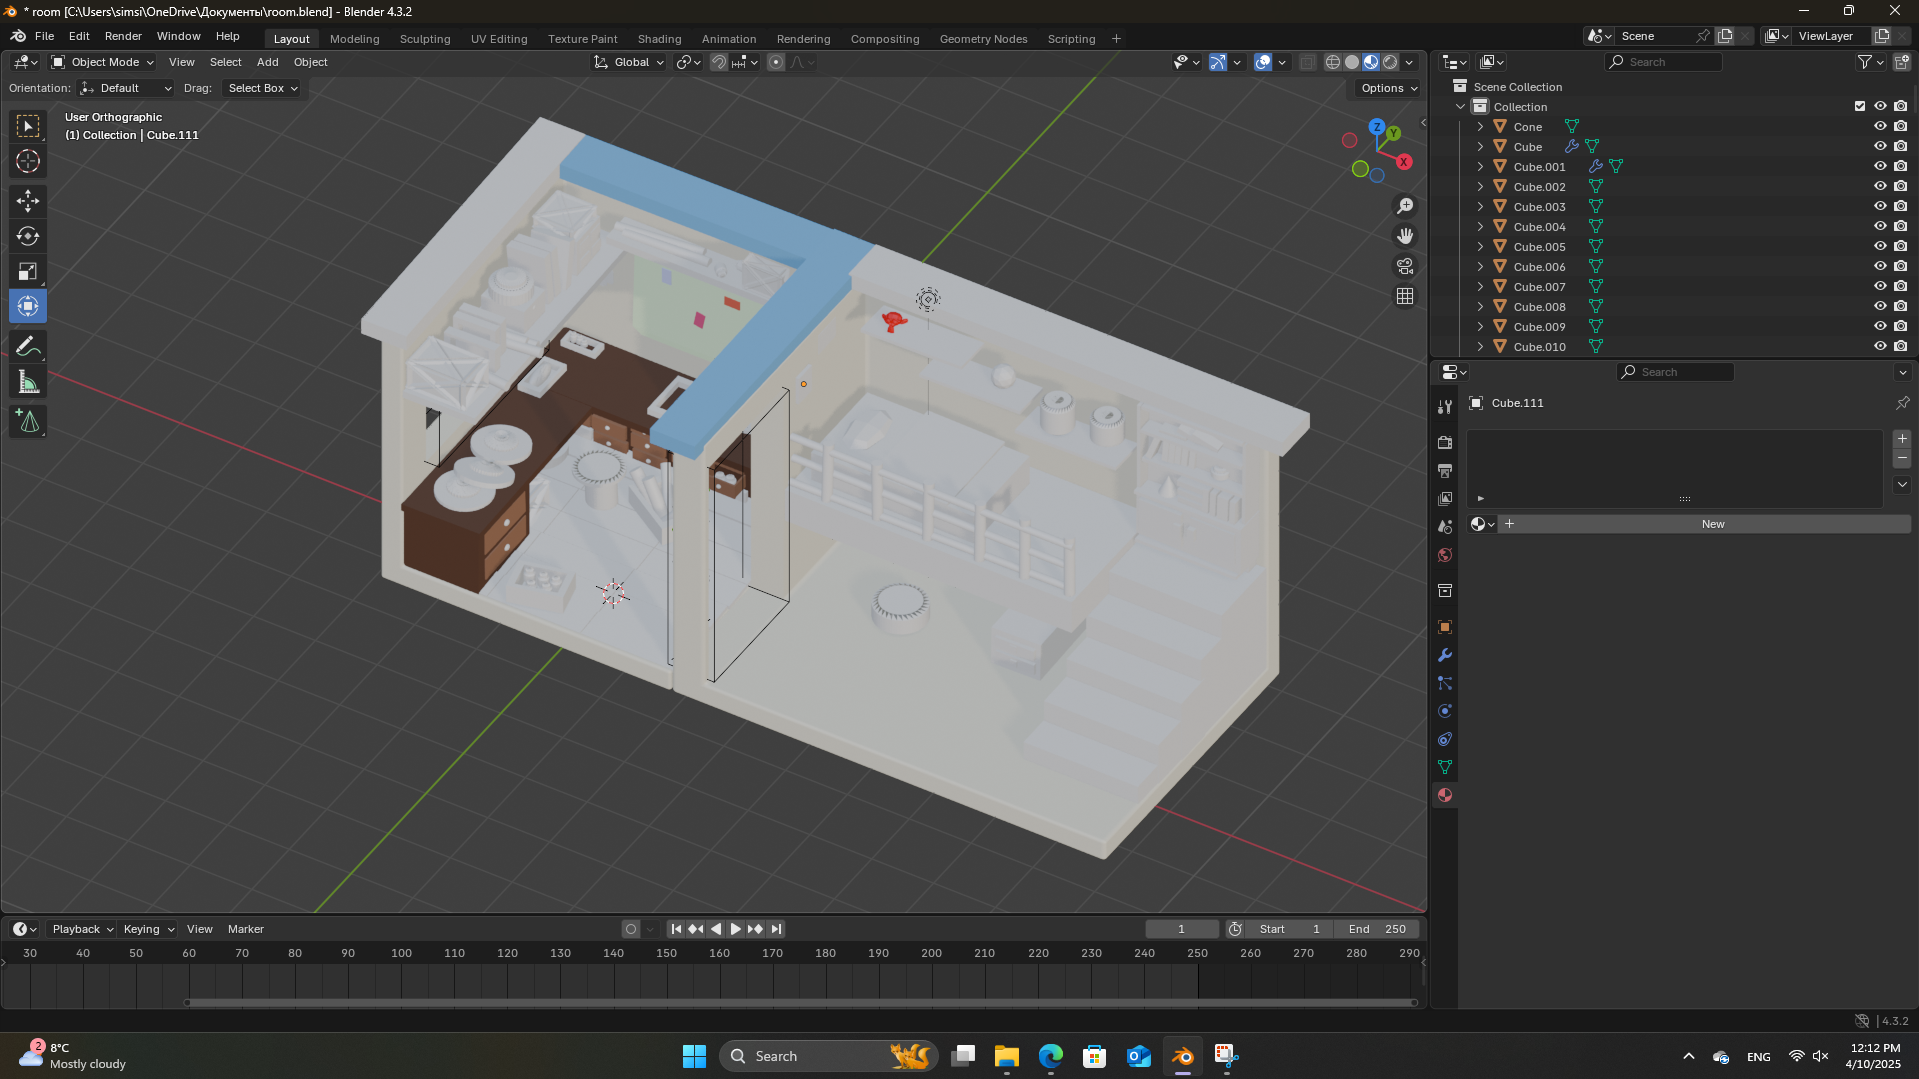 * room [C:\Users\simsi\OneDrive\Документы\room.blend] - Blender 4.3.2
File Edit Render Window Help
Layout Modeling Sculpting UV Editing Texture Paint Shading Animation Rendering Compositing Geometry Nodes Scripting +
Scene
ViewLayer
Object Mode View Select Add Object
Global
Orientation: Default Drag: Select Box
Options
User Orthographic
(1) Collection | Cube.111
Z
Y
X
Search
Scene Collection
Collection
Cone
Cube
Cube.001
Cube.002
Cube.003
Cube.004
Cube.005
Cube.006
Cube.007
Cube.008
Cube.009
Cube.010
Search
Cube.111
New
Playback Keying View Marker
1
Start 1
End 250
30 40 50 60 70 80 90 100 110 120 130 140 150 160 170 180 190 200 210 220 230 240 250 260 270 280 290
4.3.2
2
8°C
Mostly cloudy
Search
ENG
12:12 PM
4/10/2025